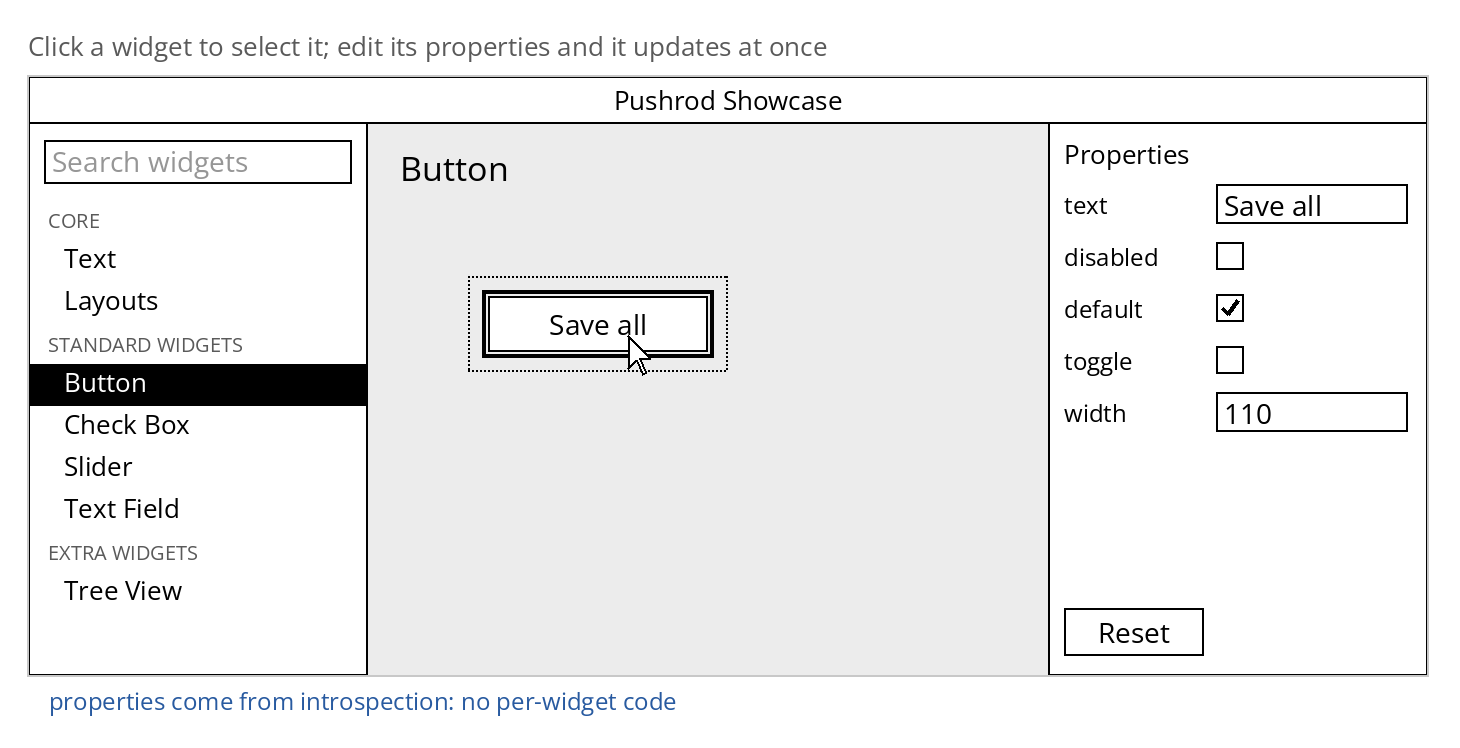 Click a widget to select it; edit its properties and it updates at once
Pushrod Showcase
Search widgets
CORE
Text
Layouts
STANDARD WIDGETS
Button
Check Box
Slider
Text Field
EXTRA WIDGETS
Tree View
Button
Save all
Properties
text Save all
disabled
default
toggle
width 110
Reset
properties come from introspection: no per-widget code